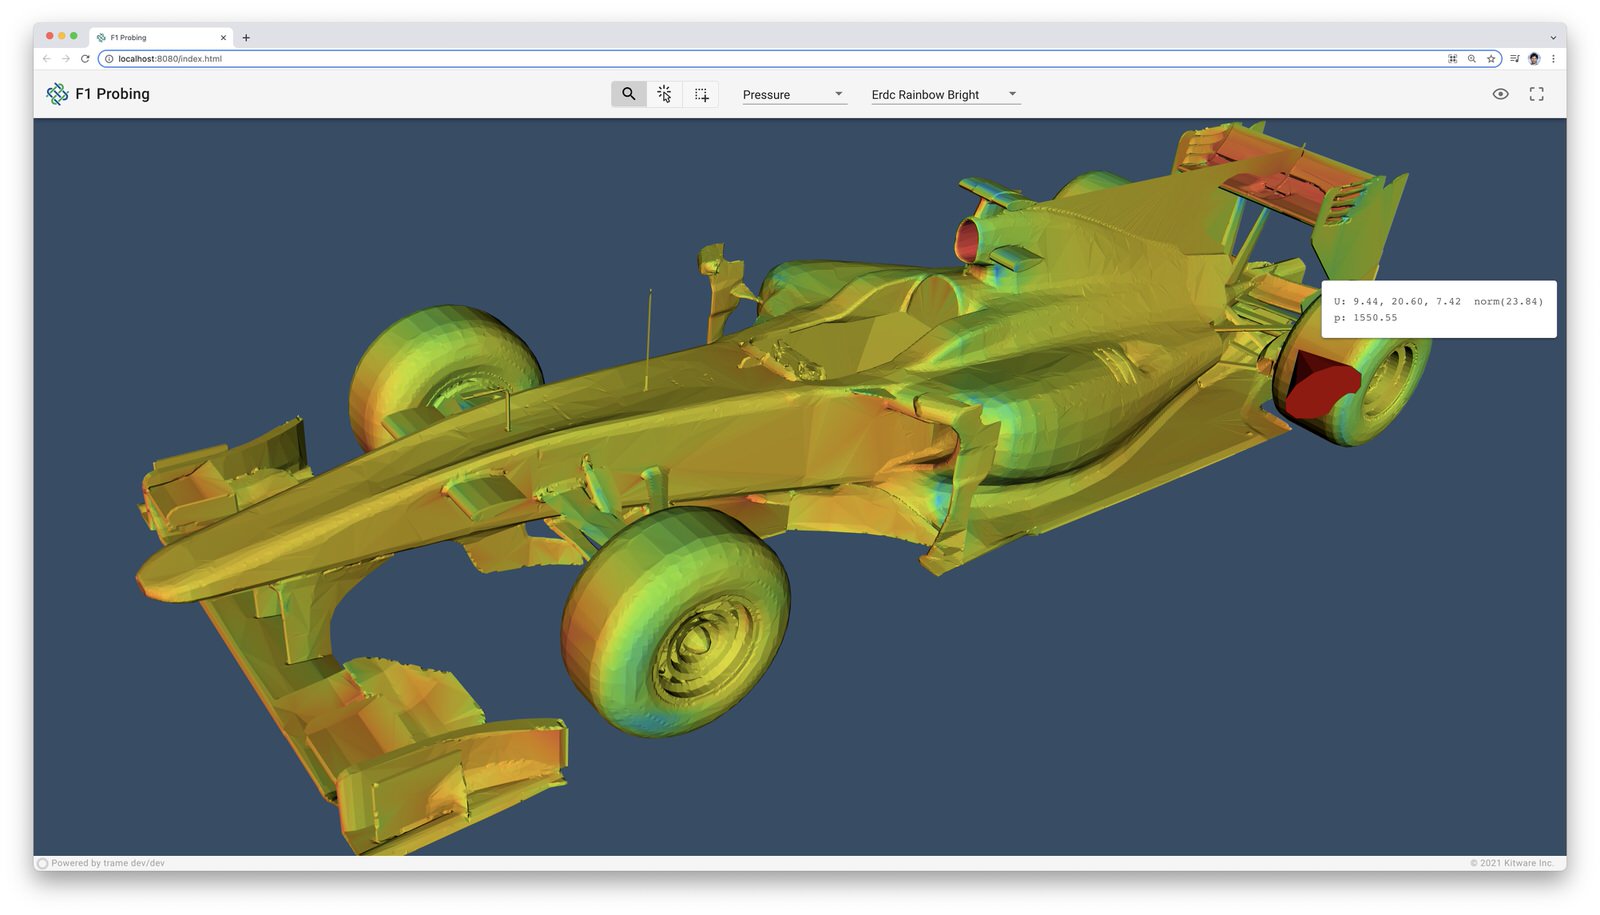 F1 Probing
localhost:8080/index.html
F1 Probing
Pressure
Erdc Rainbow Bright
U: 9.44, 20.60, 7.42 norm(23.84)
p: 1550.55
Powered by trame dev/dev
© 2021 Kitware Inc.